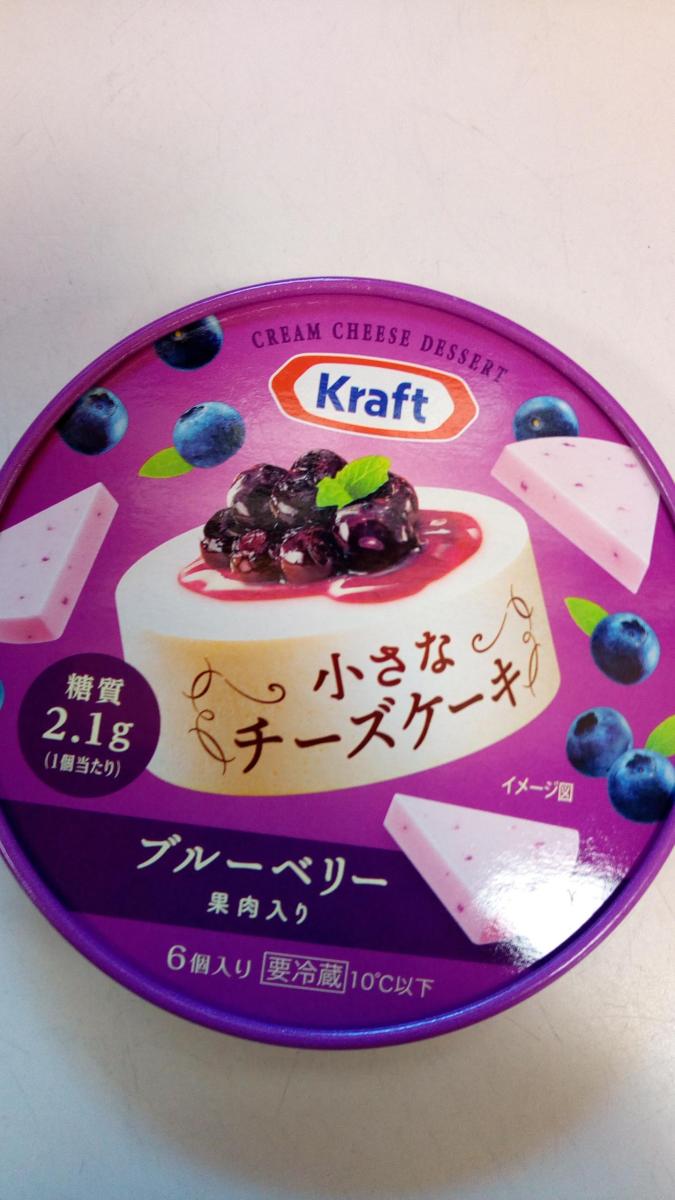 CREAM CHEESE DESSERT
Kraft
小さな
チーズケーキ
糖質
2.1g
(1個当たり)
イメージ図
ブルーベリー
果肉入り
6個入り 要冷蔵 10℃以下